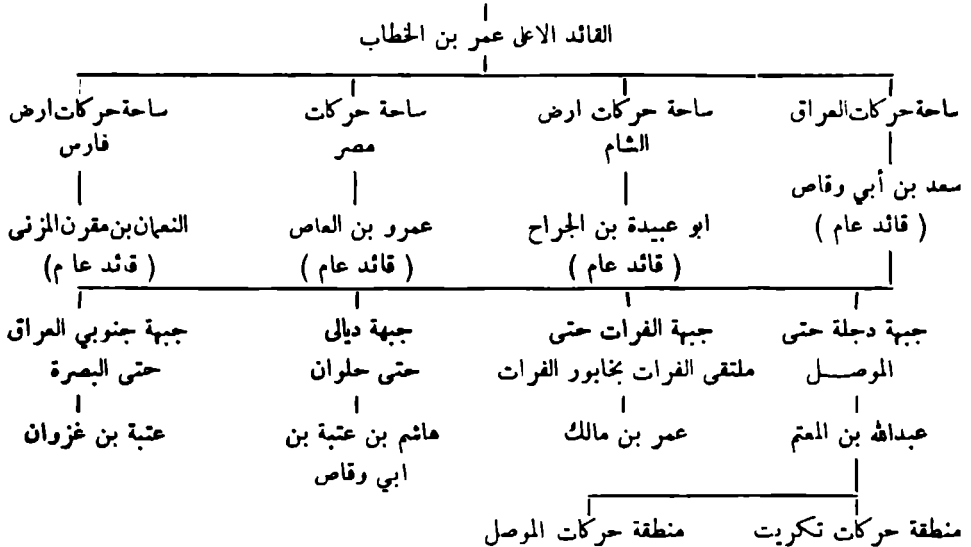 القائد الاعلى عمر بن الخطاب
ساحة حركات العراق
سعد بن أبي وقاص
( قائد عام )
ساحة حركات ارض
الشام
ابو عبيدة بن الجراح
( قائد عام )
ساحة حركات
مصر
عمرو بن العاص
( قائد عام )
ساحة حركات ارض
فارس
النعمان بن مقرن المزنى
( قائد عا م)
جبهة دجلة حتى
الموصــل
عبدالله بن المعتم
جبهة الفرات حتى
ملتقى الفرات بخابور الفرات
عمر بن مالك
جبهة ديالى
حتى حلوان
هاشم بن عتبة بن
ابي وقاص
جبهة جنوبي العراق
حتى البصرة
عتبة بن غزوان
منطقة حركات تكريت
منطقة حركات الموصل